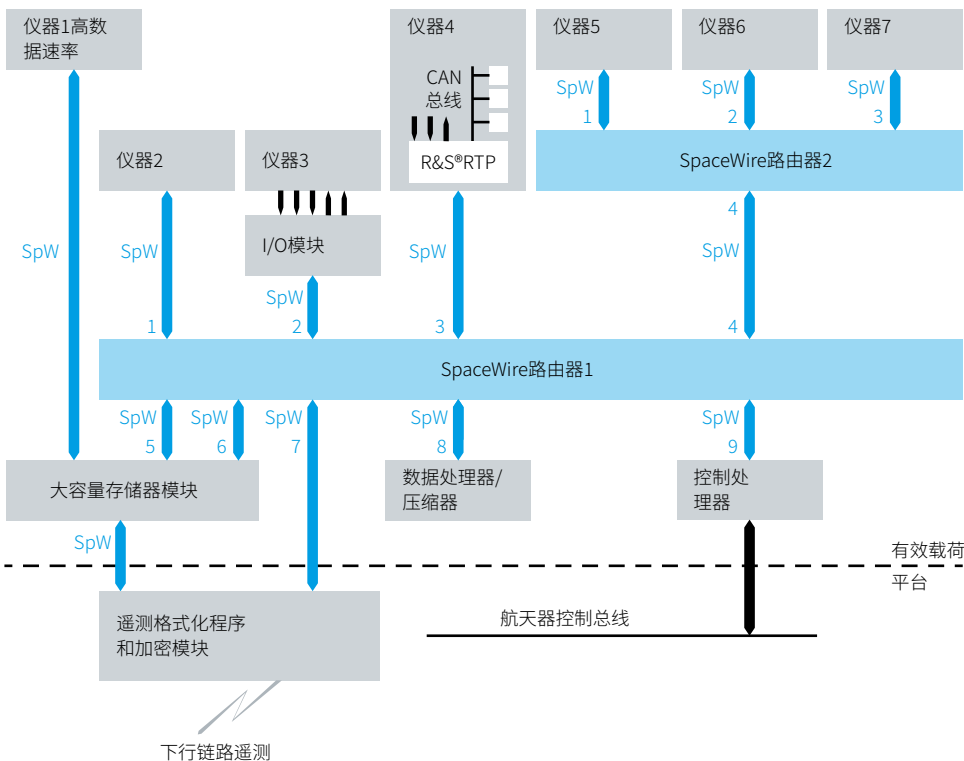 仪器1高数
据速率
仪器4
仪器5
仪器6
仪器7
CAN
总线
R&S®RTP
SpW
1
SpW
2
SpW
3
仪器2
仪器3
SpaceWire路由器2
I/O模块
SpW
SpW
1
SpW
2
SpW
3
4
SpW
4
SpaceWire路由器1
SpW
5
SpW
6
SpW
7
SpW
8
SpW
9
大容量存储器模块
数据处理器/
压缩器
控制处
理器
SpW
有效载荷
平台
遥测格式化程序
和加密模块
航天器控制总线
下行链路遥测